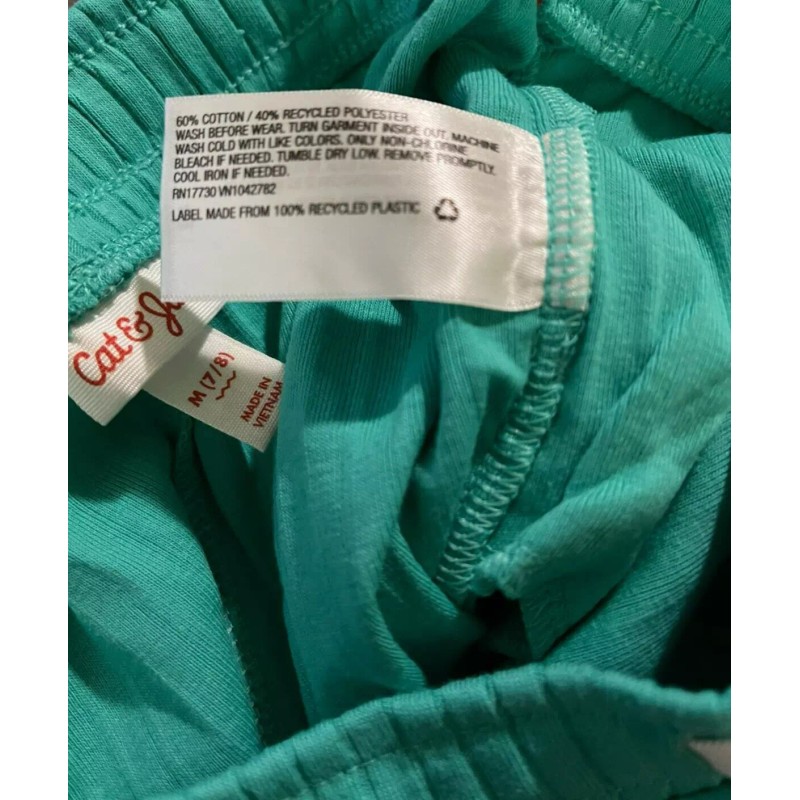 60% COTTON / 40% RECYCLED POLYESTER
WASH BEFORE WEAR. TURN GARMENT INSIDE OUT. MACHINE
WASH COLD WITH LIKE COLORS. ONLY NON-CHLORINE
BLEACH IF NEEDED. TUMBLE DRY LOW. REMOVE PROMPTLY.
COOL IRON IF NEEDED.
RN17730 VN1042782
LABEL MADE FROM 100% RECYCLED PLASTIC
Cat &
M (7/8)
MADE IN
VIETNAM